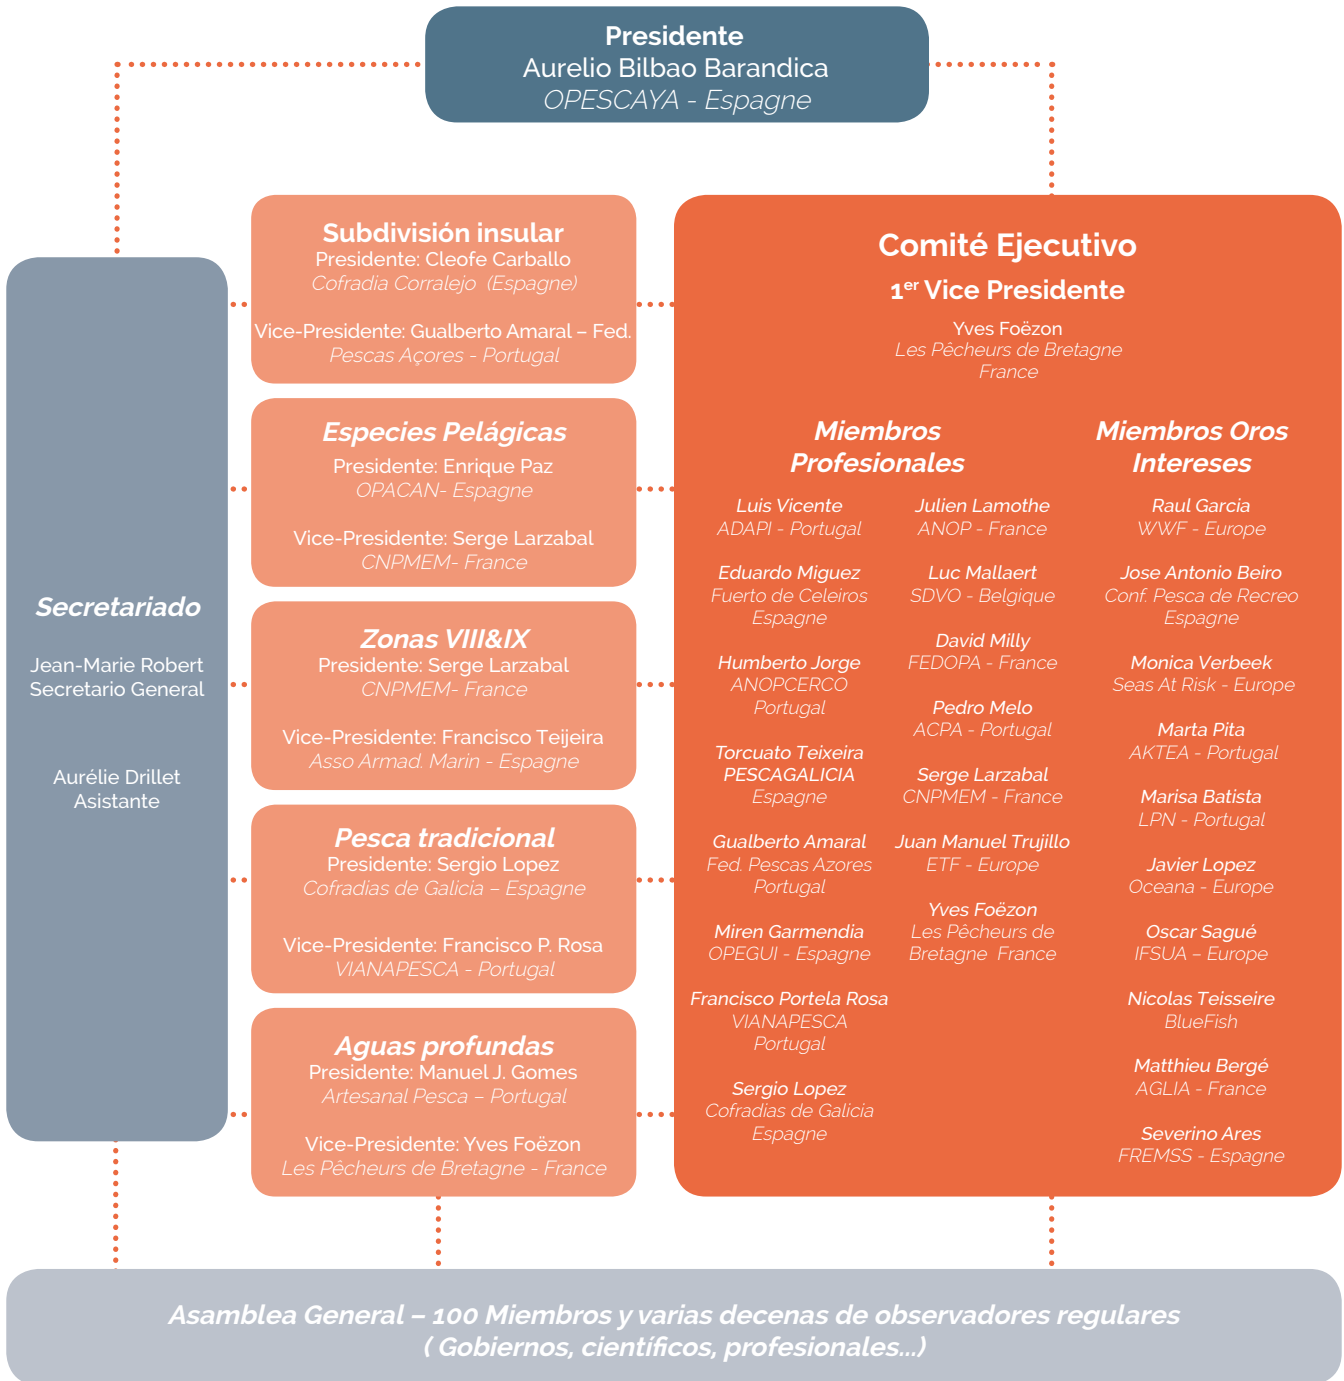 Presidente
Aurelio Bilbao Barandica
OPESCAYA - Espagne
Secretariado
Jean-Marie Robert
Secretario General
Aurélie Drillet
Asistante
Subdivisión insular
Presidente: Cleofe Carballo
Cofradia Corralejo (Espagne)
Vice-Presidente: Gualberto Amaral – Fed.
Pescas Açores - Portugal
Especies Pelágicas
Presidente: Enrique Paz
OPACAN- Espagne
Vice-Presidente: Serge Larzabal
CNPMEM- France
Zonas VIII&IX
Presidente: Serge Larzabal
CNPMEM- France
Vice-Presidente: Francisco Teijeira
Asso Armad. Marin - Espagne
Pesca tradicional
Presidente: Sergio Lopez
Cofradias de Galicia – Espagne
Vice-Presidente: Francisco P. Rosa
VIANAPESCA - Portugal
Aguas profundas
Presidente: Manuel J. Gomes
Artesanal Pesca – Portugal
Vice-Presidente: Yves Foëzon
Les Pêcheurs de Bretagne - France
Comité Ejecutivo
1er Vice Presidente
Yves Foëzon
Les Pêcheurs de Bretagne
France
Miembros
Profesionales
Luis Vicente
ADAPI - Portugal
Eduardo Miguez
Fuerto de Celeiros
Espagne
Humberto Jorge
ANOPCERCO
Portugal
Torcuato Teixeira
PESCAGALICIA
Espagne
Gualberto Amaral
Fed. Pescas Azores
Portugal
Miren Garmendia
OPEGUI - Espagne
Francisco Portela Rosa
VIANAPESCA
Portugal
Sergio Lopez
Cofradias de Galicia
Espagne
Julien Lamothe
ANOP - France
Luc Mallaert
SDVO - Belgique
David Milly
FEDOPA - France
Pedro Melo
ACPA - Portugal
Serge Larzabal
CNPMEM - France
Juan Manuel Trujillo
ETF - Europe
Yves Foëzon
Les Pêcheurs de
Bretagne France
Miembros Oros
Intereses
Raul Garcia
WWF - Europe
Jose Antonio Beiro
Conf. Pesca de Recreo
Espagne
Monica Verbeek
Seas At Risk - Europe
Marta Pita
AKTEA - Portugal
Marisa Batista
LPN - Portugal
Javier Lopez
Oceana - Europe
Oscar Sagué
IFSUA – Europe
Nicolas Teisseire
BlueFish
Matthieu Bergé
AGLIA - France
Severino Ares
FREMSS - Espagne
Asamblea General – 100 Miembros y varias decenas de observadores regulares
( Gobiernos, científicos, profesionales...)